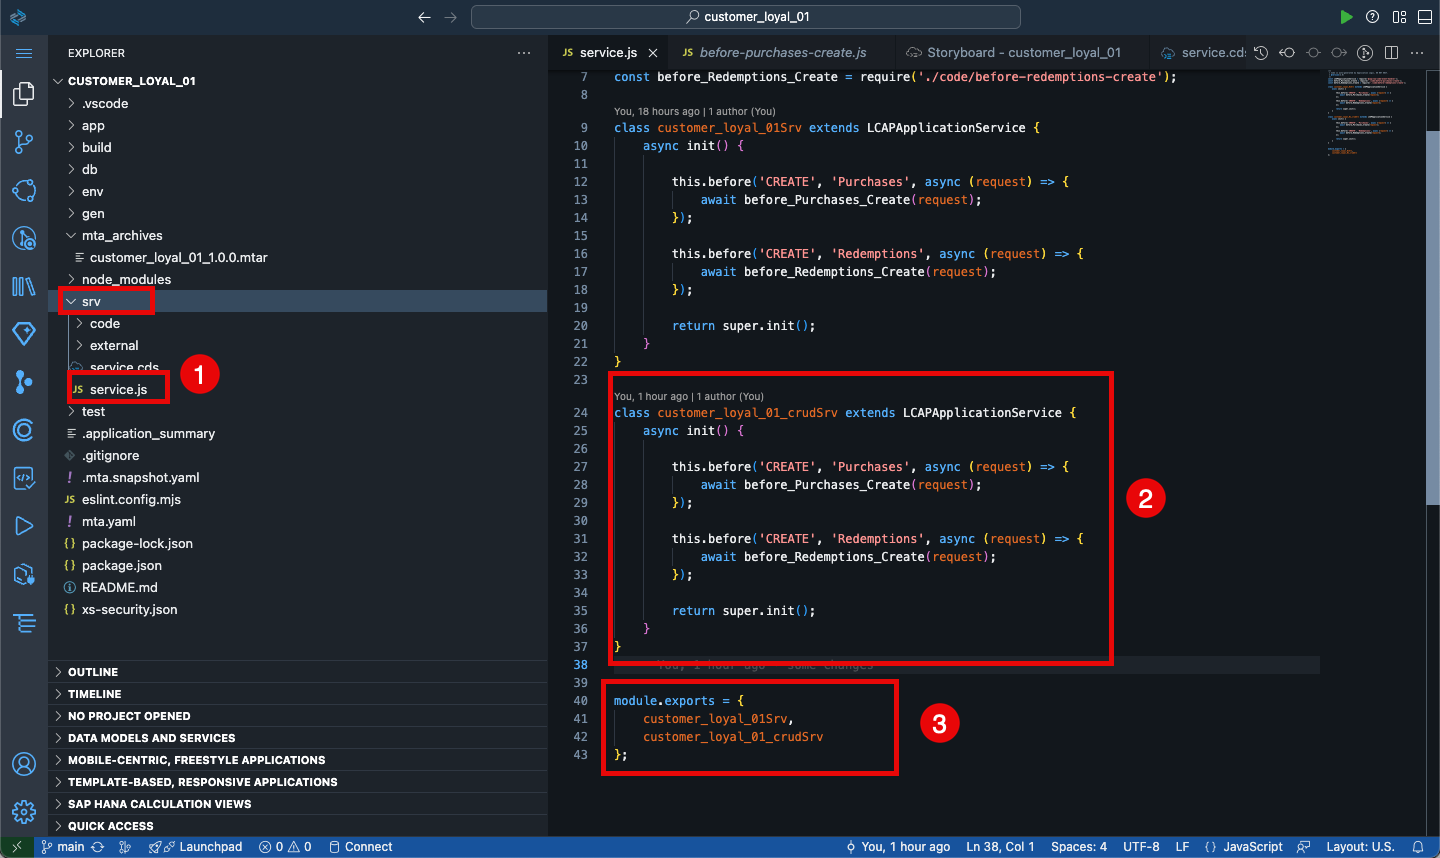 customer_loyal_01
EXPLORER
CUSTOMER_LOYAL_01
.vscode
app
build
db
env
gen
mta_archives
customer_loyal_01_1.0.0.mtar
node_modules
srv
code
external
service.cds
JS service.js
1
test
.application_summary
.gitignore
! .mta.snapshot.yaml
JS eslint.config.mjs
! mta.yaml
{} package-lock.json
{} package.json
README.md
{} xs-security.json
OUTLINE
TIMELINE
NO PROJECT OPENED
DATA MODELS AND SERVICES
MOBILE-CENTRIC, FREESTYLE APPLICATIONS
TEMPLATE-BASED, RESPONSIVE APPLICATIONS
SAP HANA CALCULATION VIEWS
QUICK ACCESS
JS service.js
JS before-purchases-create.js
Storyboard - customer_loyal_01
service.cds
7 const before_Redemptions_Create = require('./code/before-redemptions-create');
8
You, 18 hours ago | 1 author (You)
9 class customer_loyal_01Srv extends LCAPApplicationService {
10 async init() {
11
12 this.before('CREATE', 'Purchases', async (request) => {
13 await before_Purchases_Create(request);
14 });
15
16 this.before('CREATE', 'Redemptions', async (request) => {
17 await before_Redemptions_Create(request);
18 });
19
20 return super.init();
21 }
22 }
23
You, 1 hour ago | 1 author (You)
24 class customer_loyal_01_crudSrv extends LCAPApplicationService {
25 async init() {
26
27 this.before('CREATE', 'Purchases', async (request) => {
28 await before_Purchases_Create(request);
29 });
30
31 this.before('CREATE', 'Redemptions', async (request) => {
32 await before_Redemptions_Create(request);
33 });
34
35 return super.init();
36 }
37 }
2
38 You, 1 hour ago some changes
39
40 module.exports = {
41 customer_loyal_01Srv,
42 customer_loyal_01_crudSrv
43 };
3
main
Launchpad
0 0
Connect
You, 1 hour ago
Ln 38, Col 1
Spaces: 4
UTF-8
LF
{} JavaScript
Layout: U.S.